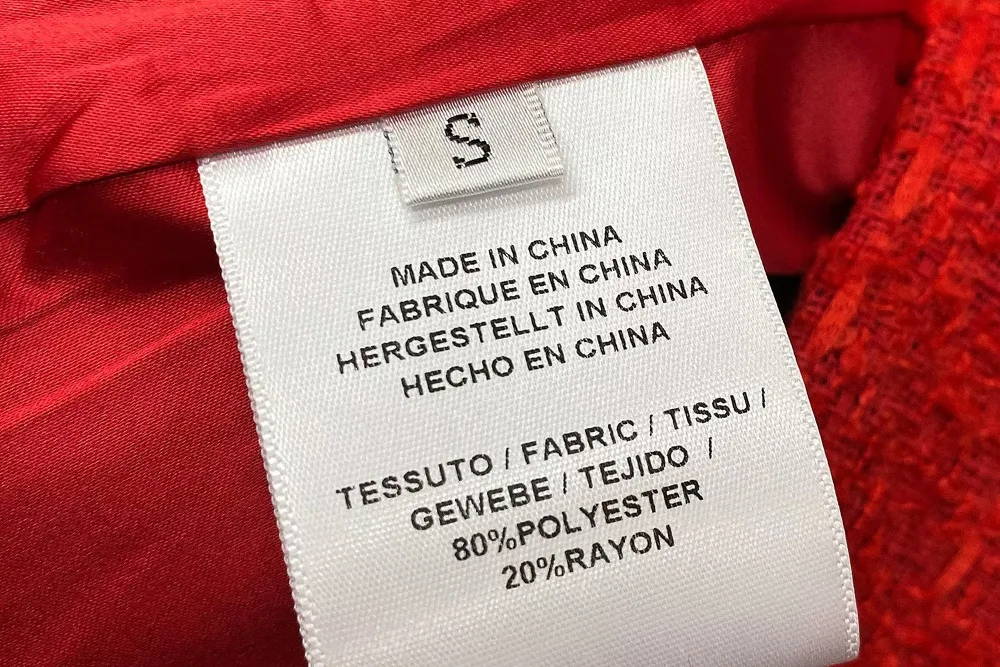 S
MADE IN CHINA
FABRIQUE EN CHINA
HERGESTELLT IN CHINA
HECHO EN CHINA
TESSUTO / FABRIC / TISSU /
GEWEBE / TEJIDO /
80%POLYESTER
20%RAYON